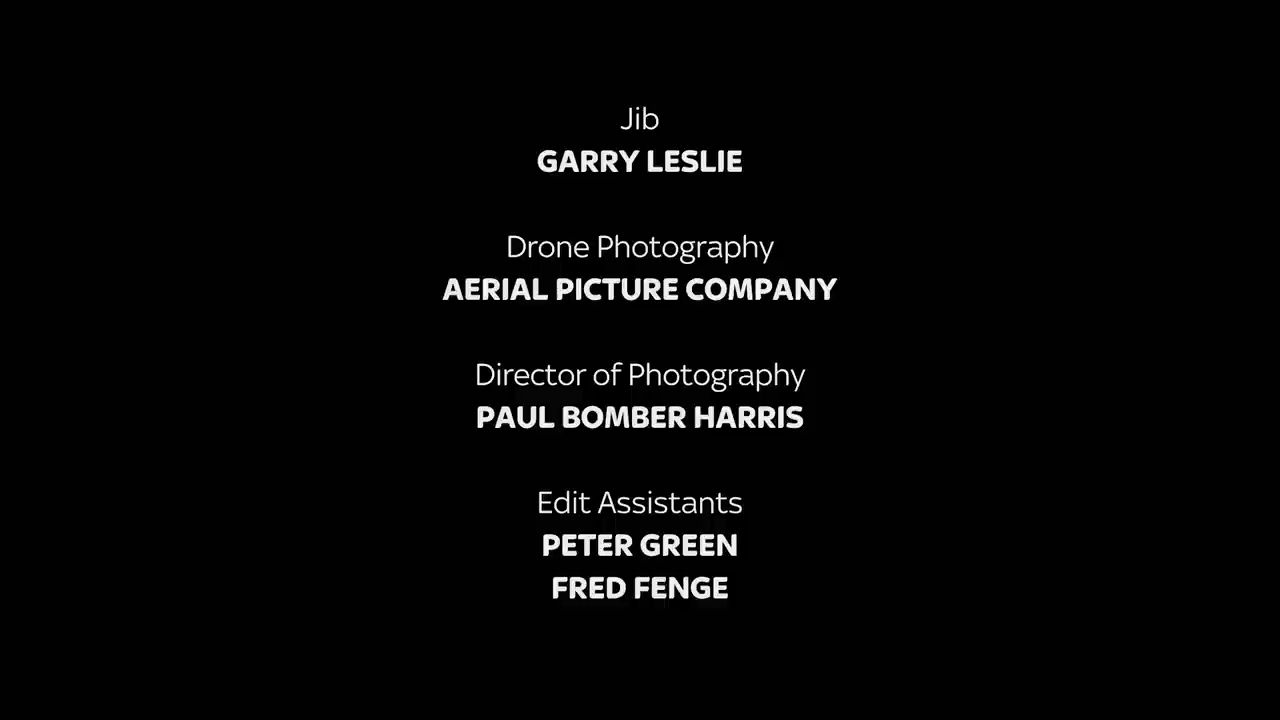 Jib
GARRY LESLIE
Drone Photography
AERIAL PICTURE COMPANY
Director of Photography
PAUL BOMBER HARRIS
Edit Assistants
PETER GREEN
FRED FENGE